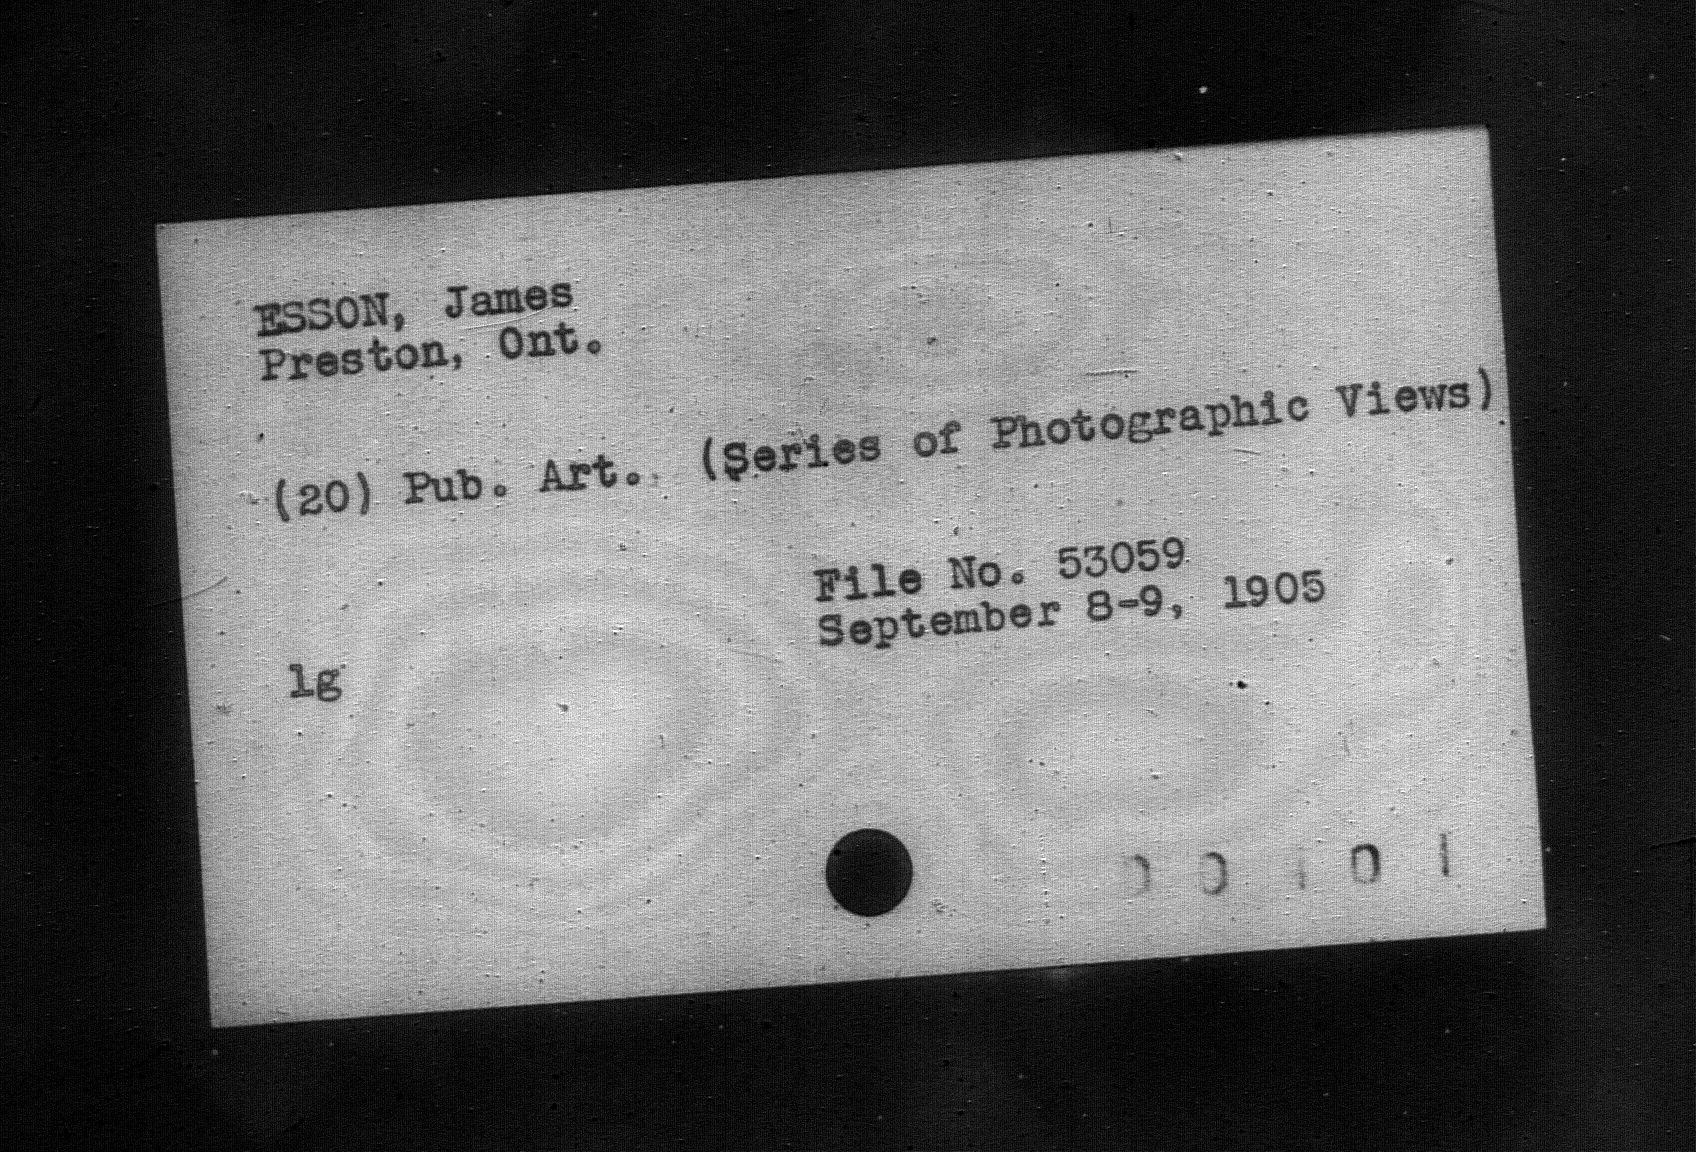 ESSON, James
Preston, Ont.
(20) Pub. Art. (Series of Photographic Views)
File No. 53059
September 8-9, 1905
lg
00101